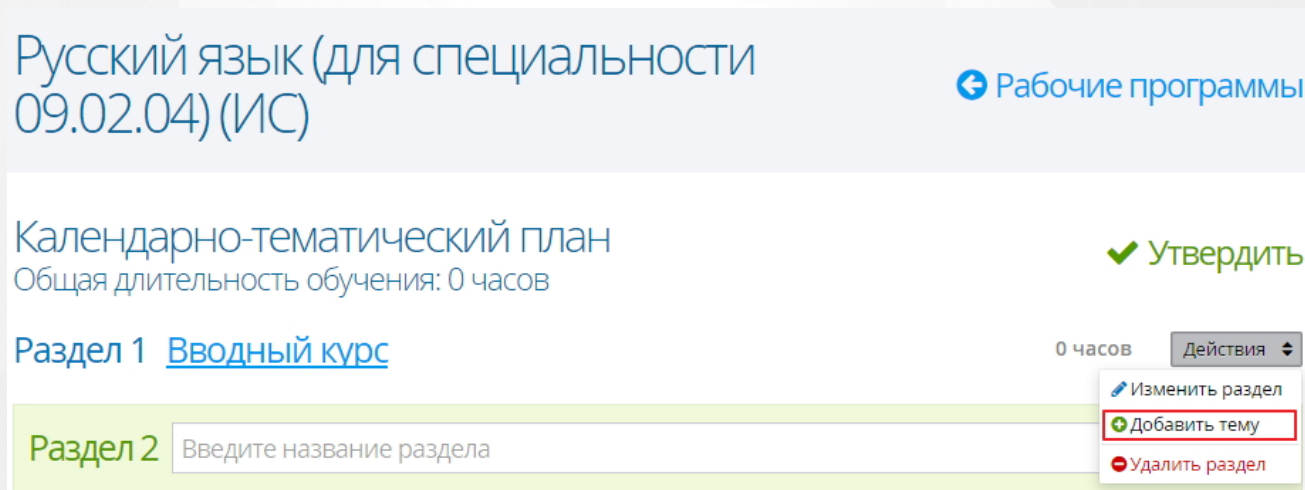 Русский язык (для специальности
09.02.04) (ИС)
Рабочие программы
Календарно-тематический план
Общая длительность обучения: 0 часов
Утвердить
Раздел 1 Вводный курс
0 часов
Действия
Изменить раздел
Добавить тему
Удалить раздел
Раздел 2 Введите название раздела